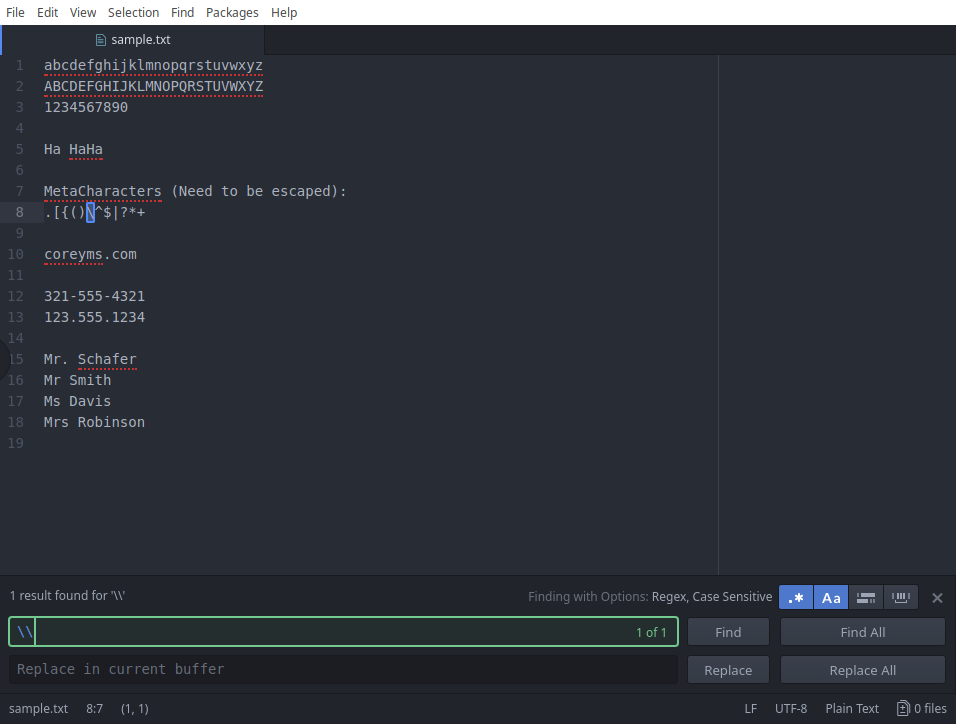 File Edit View Selection Find Packages Help
sample.txt
1 abcdefghijklmnopqrstuvwxyz
2 ABCDEFGHIJKLMNOPQRSTUVWXYZ
3 1234567890
4
5 Ha HaHa
6
7 MetaCharacters (Need to be escaped):
8 .[{()\^$|?*+
9
10 coreyms.com
11
12 321-555-4321
13 123.555.1234
14
15 Mr. Schafer
16 Mr Smith
17 Ms Davis
18 Mrs Robinson
19
1 result found for '\\' Finding with Options: Regex, Case Sensitive .* Aa
\\ 1 of 1 Find Find All
Replace in current buffer Replace Replace All
sample.txt 8:7 (1, 1) LF UTF-8 Plain Text 0 files